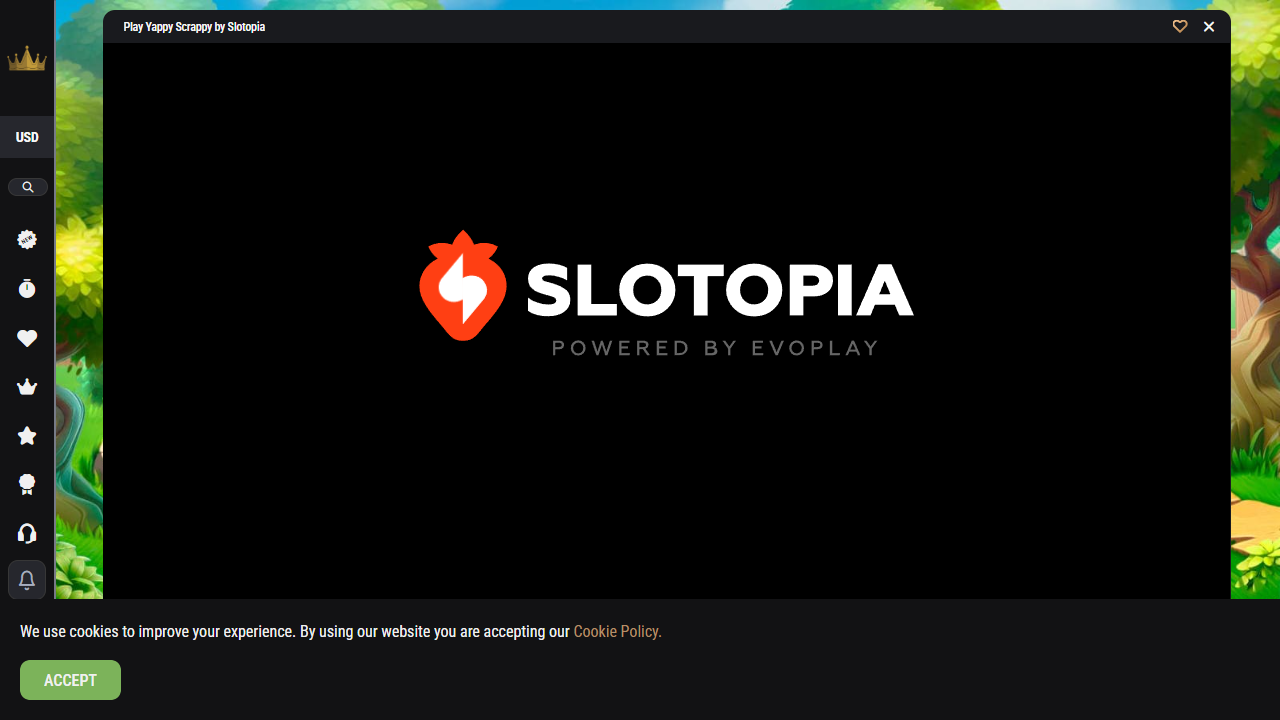 Play Yappy Scrappy by Slotopia
USD
NEW
SLOTOPIA
POWERED BY EVOPLAY
We use cookies to improve your experience. By using our website you are accepting our Cookie Policy.
ACCEPT